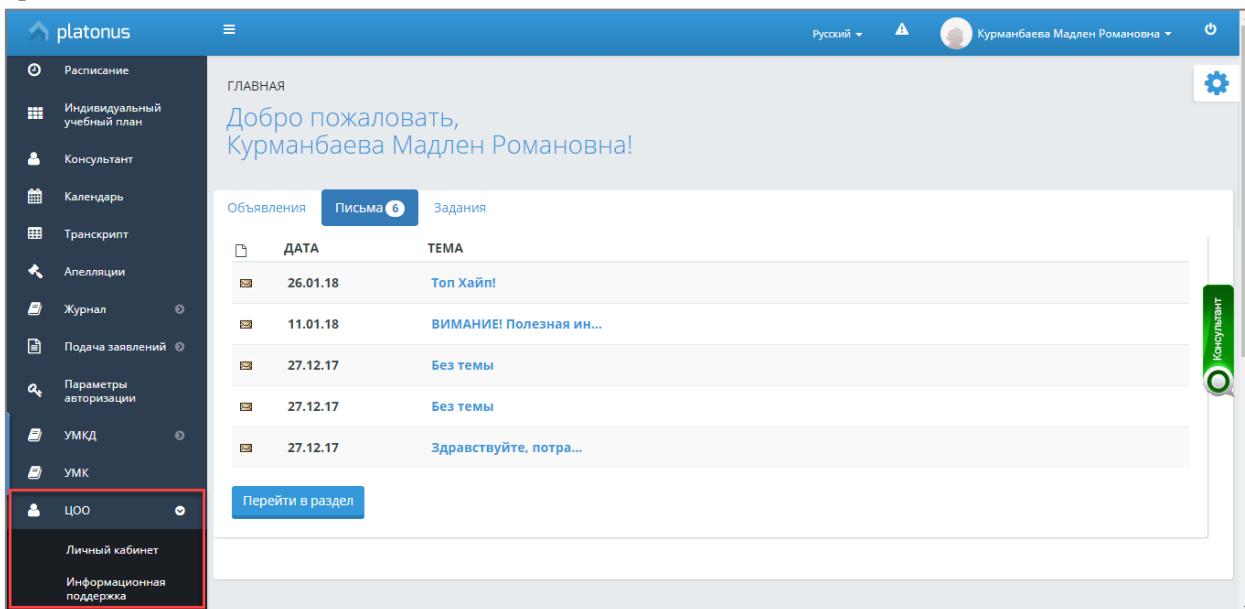 platonus
Русский
Курманбаева Мадлен Романовна
Расписание
Индивидуальный
учебный план
Консультант
Календарь
Транскрипт
Апелляции
Журнал
Подача заявлений
Параметры
авторизации
УМКД
УМК
ЦОО
Личный кабинет
Информационная
поддержка
ГЛАВНАЯ
Добро пожаловать,
Курманбаева Мадлен Романовна!
Объявления Письма 6 Задания
ДАТА ТЕМА
26.01.18 Топ Хайп!
11.01.18 ВИМАНИЕ! Полезная ин...
27.12.17 Без темы
27.12.17 Без темы
27.12.17 Здравствуйте, потра...
Перейти в раздел
Консультант